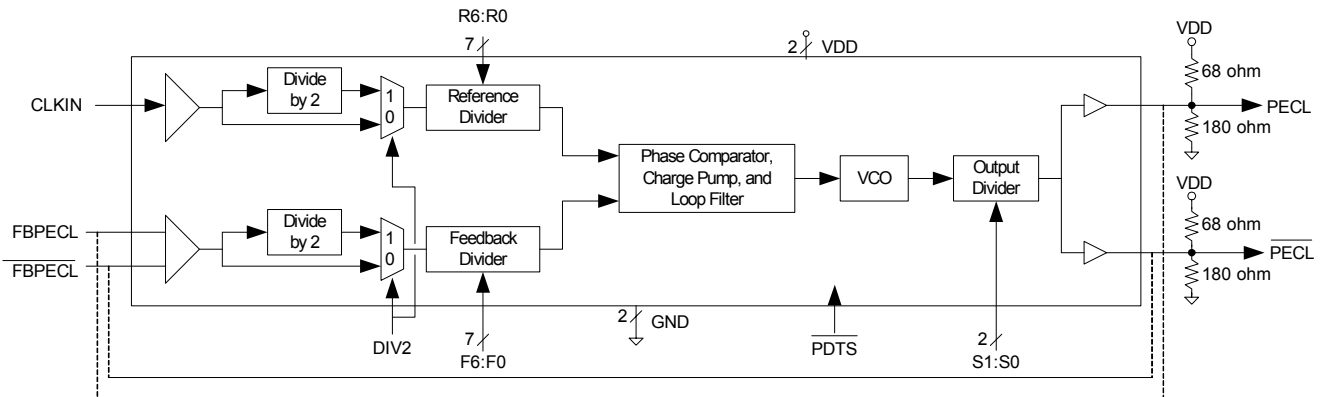 R6:R0
7
2 VDD
VDD
68 ohm
CLKIN
Divide
by 2
1
0
Reference
Divider
PECL
180 ohm
Phase Comparator,
Charge Pump, and
Loop Filter
VCO
Output
Divider
VDD
68 ohm
FBPECL
Divide
by 2
1
0
Feedback
Divider
FBPECL
PECL
180 ohm
2 GND
DIV2
7
F6:F0
PDTS
2
S1:S0